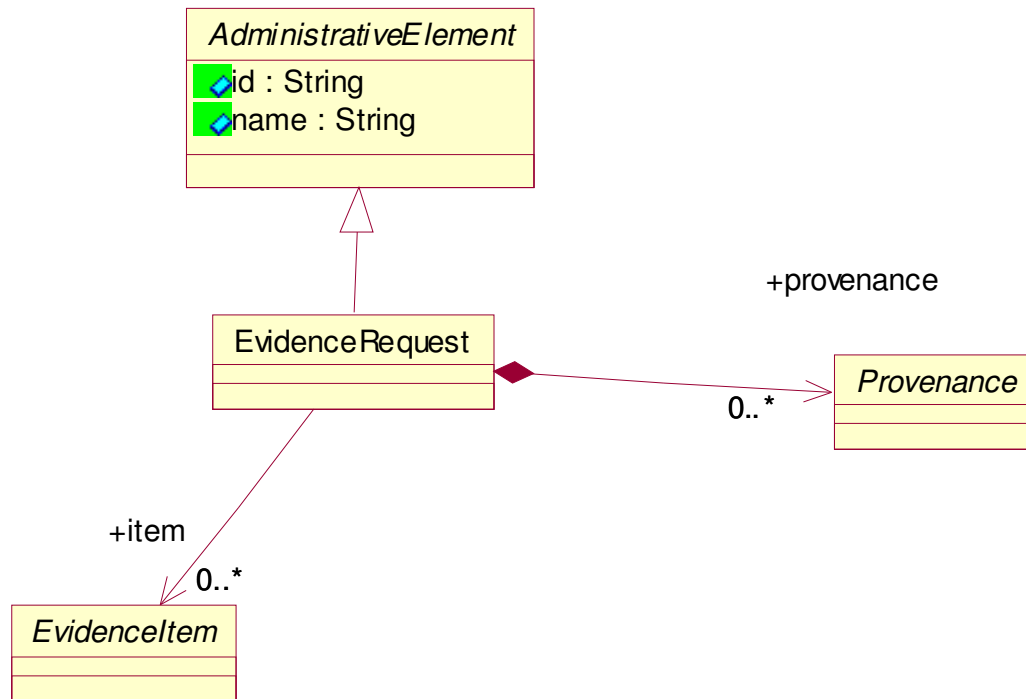 AdministrativeElement
id : String
name : String
+provenance
EvidenceRequest
Provenance
0..*
+item
0..*
EvidenceItem